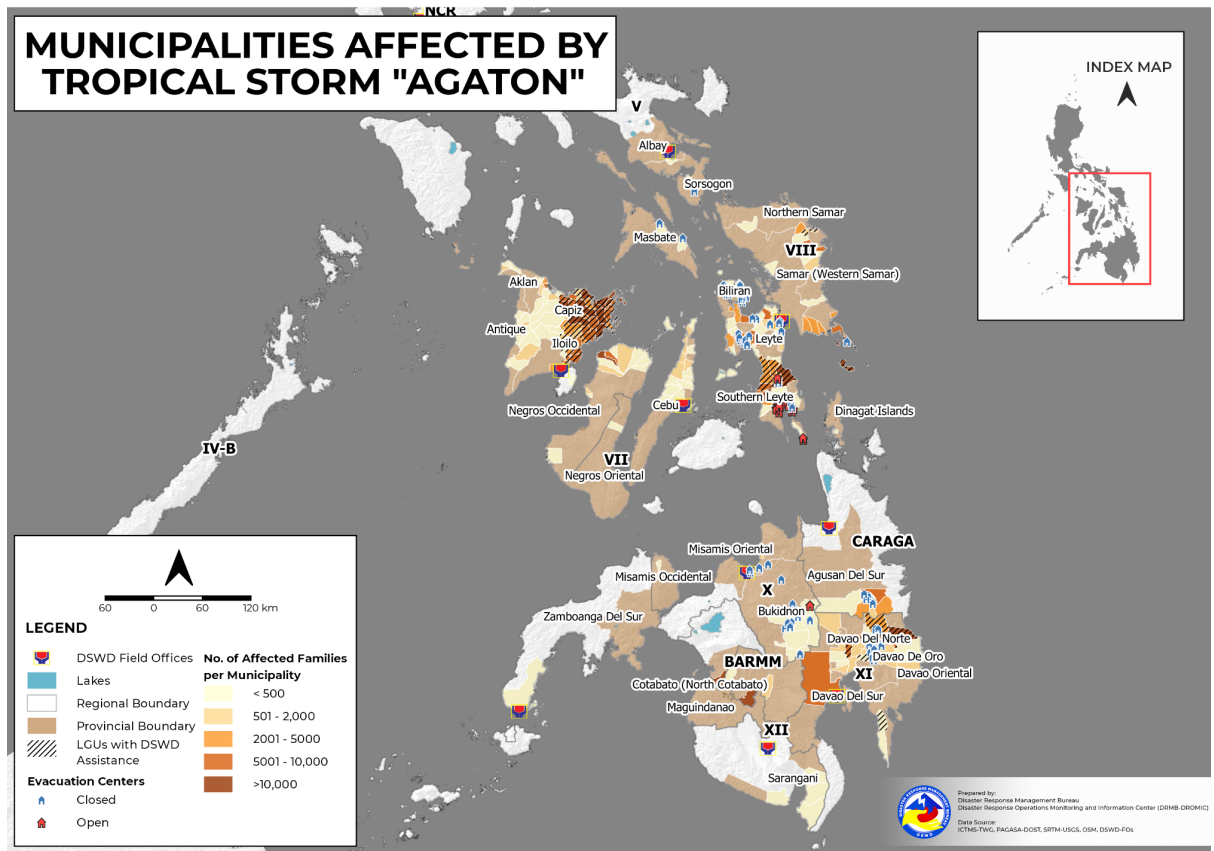 NCR
MUNICIPALITIES AFFECTED BY
TROPICAL STORM "AGATON"
INDEX MAP
V
Albay
Sorsogon
Northern Samar
Masbate
VIII
Samar (Western Samar)
Aklan
Biliran
Capiz
Antique
Iloilo
Leyte
Southern Leyte
Cebu
Negros Occidental
Dinagat Islands
IV-B
VII
Negros Oriental
CARAGA
Misamis Oriental
Misamis Occidental
Agusan Del Sur
X
Bukidnon
Zamboanga Del Sur
Davao Del Norte
Davao De Oro
BARMM
XI
Davao Oriental
Cotabato (North Cotabato)
Davao Del Sur
Maguindanao
XII
Sarangani
60 0 60 120 km
LEGEND
DSWD Field Offices
Lakes
Regional Boundary
Provincial Boundary
LGUs with DSWD
Assistance
Evacuation Centers
Closed
Open
No. of Affected Families
per Municipality
< 500
501 - 2,000
2001 - 5000
5001 - 10,000
>10,000
Prepared by:
Disaster Response Management Bureau
Disaster Response Operations Monitoring and Information Center (DRMB-DROMIC)
Data Source:
ICTMS-TWG, PAGASA-DOST, SRTM-USGS, OSM, DSWD-FOs
DISASTER RESPONSE MANAGEMENT BUREAU
DSWD